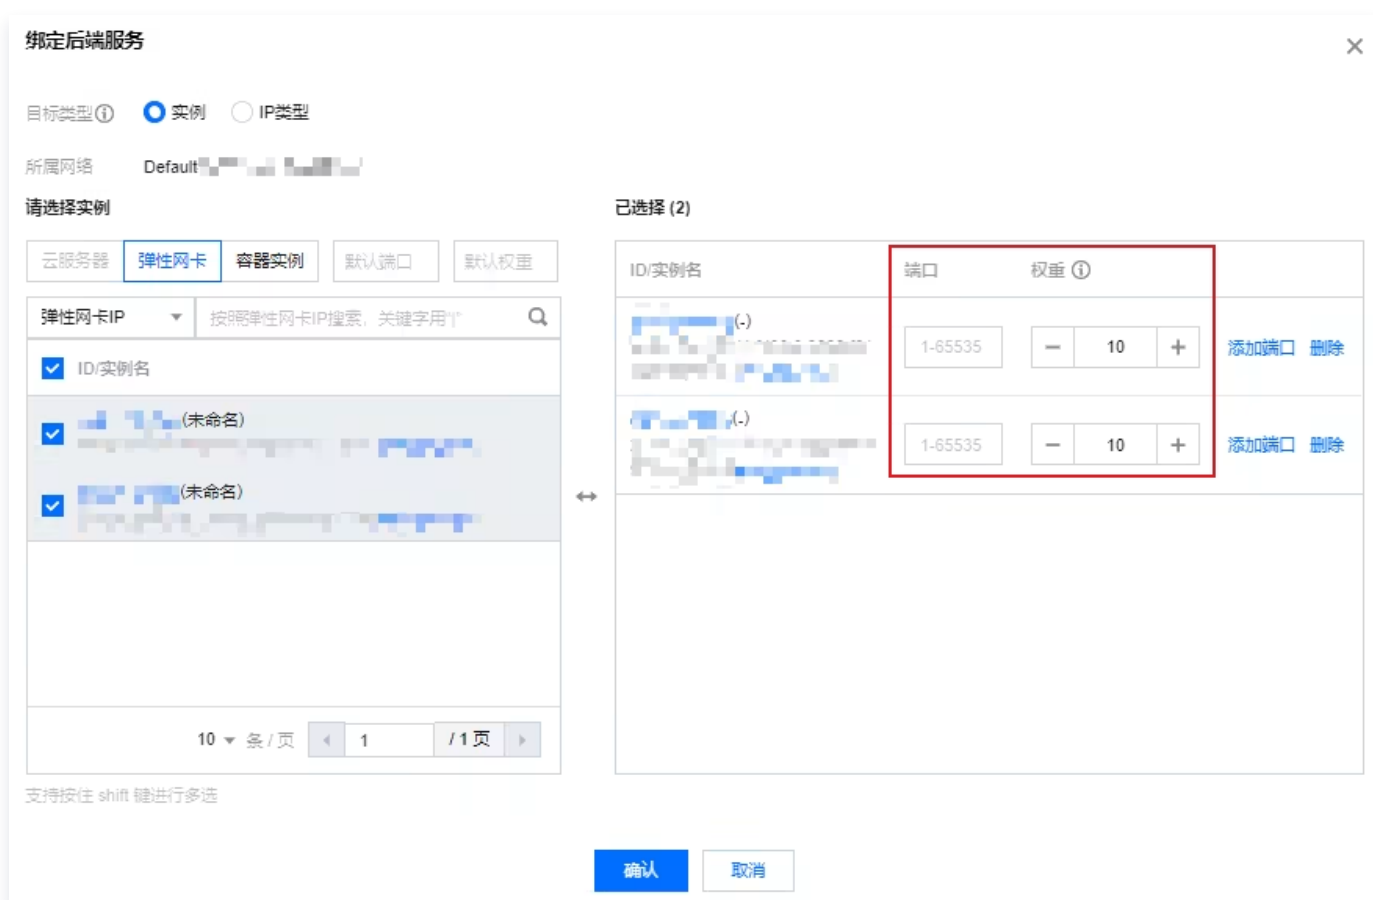 绑定后端服务
目标类型 实例 IP类型
所属网络 Default
请选择实例
已选择 (2)
云服务器 弹性网卡 容器实例 默认端口 默认权重
弹性网卡IP 按照弹性网卡IP搜索，关键字用“|”
ID/实例名
(未命名)
(未命名)
10 条 / 页 1 / 1 页
支持按住 shift 键进行多选
ID/实例名 端口 权重
(-)
1-65535 － 10 + 添加端口 删除
(-)
1-65535 － 10 + 添加端口 删除
确认 取消